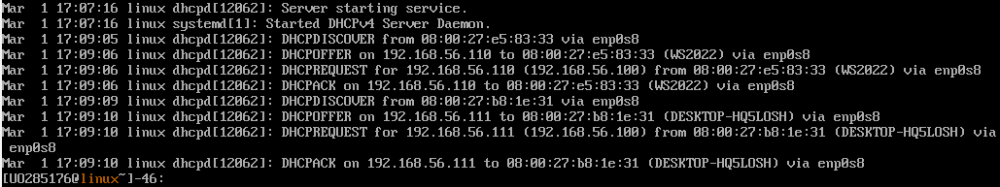 Mar  1 17:07:16 linux dhcpd[12062]: Server starting service.
Mar  1 17:07:16 linux systemd[1]: Started DHCPv4 Server Daemon.
Mar  1 17:09:05 linux dhcpd[12062]: DHCPDISCOVER from 08:00:27:e5:83:33 via enp0s8
Mar  1 17:09:06 linux dhcpd[12062]: DHCPOFFER on 192.168.56.110 to 08:00:27:e5:83:33 (WS2022) via enp0s8
Mar  1 17:09:06 linux dhcpd[12062]: DHCPREQUEST for 192.168.56.110 (192.168.56.100) from 08:00:27:e5:83:33 (WS2022) via enp0s8
Mar  1 17:09:06 linux dhcpd[12062]: DHCPACK on 192.168.56.110 to 08:00:27:e5:83:33 (WS2022) via enp0s8
Mar  1 17:09:09 linux dhcpd[12062]: DHCPDISCOVER from 08:00:27:b8:1e:31 via enp0s8
Mar  1 17:09:10 linux dhcpd[12062]: DHCPOFFER on 192.168.56.111 to 08:00:27:b8:1e:31 (DESKTOP-HQ5LOSH) via enp0s8
Mar  1 17:09:10 linux dhcpd[12062]: DHCPREQUEST for 192.168.56.111 (192.168.56.100) from 08:00:27:b8:1e:31 (DESKTOP-HQ5LOSH) via
 enp0s8
Mar  1 17:09:10 linux dhcpd[12062]: DHCPACK on 192.168.56.111 to 08:00:27:b8:1e:31 (DESKTOP-HQ5LOSH) via enp0s8
[UO285176@linux~]-46: